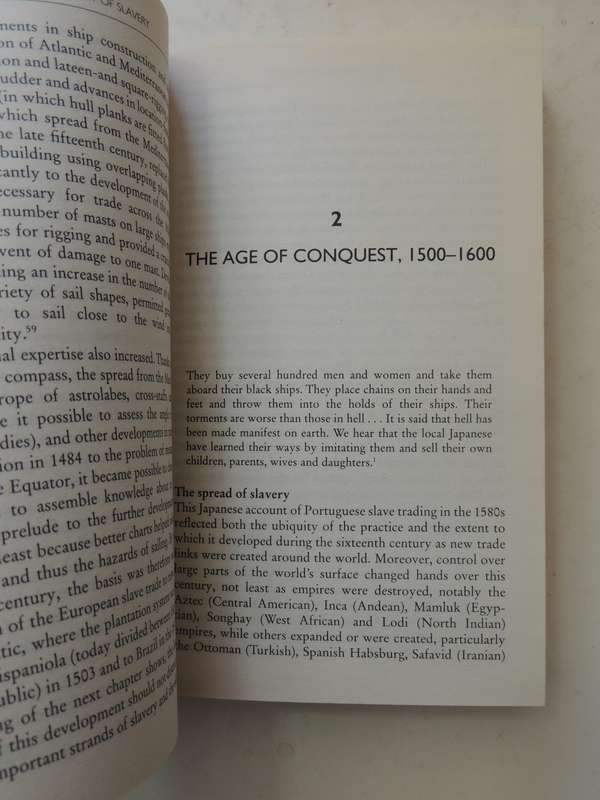 OF SLAVERY
ments in ship construction and
on of Atlantic and Mediterranean
ion and lateen-and square-rigging
udder and advances in location
(in which hull planks are fitted
which spread from the Mediterranean
ne late fifteenth century, replaced
building using overlapping planks
cantly to the development of
ecessary for trade across the
number of masts on large ships
es for rigging and provided a
vent of damage to one mast.
ing an increase in the number of
riety of sail shapes, permitted
to sail close to the wind
ity.59
nal expertise also increased. Thanks
compass, the spread from the
rope of astrolabes, cross-staffs
e it possible to assess the
dies), and other developments in
ion in 1484 to the problem of
e Equator, it became possible to
to assemble knowledge about
prelude to the further development
least because better charts helped
and thus the hazards of sailing.
century, the basis was therefore
n of the European slave trade to
tic, where the plantation system
ispaniola (today divided between
public) in 1503 and to Brazil in the
ng of the next chapter shows, the
f this development should not
mportant strands of slavery and
2
THE AGE OF CONQUEST, 1500–1600
They buy several hundred men and women and take them
aboard their black ships. They place chains on their hands and
feet and throw them into the holds of their ships. Their
torments are worse than those in hell . . . It is said that hell has
been made manifest on earth. We hear that the local Japanese
have learned their ways by imitating them and sell their own
children, parents, wives and daughters.1
The spread of slavery
This Japanese account of Portuguese slave trading in the 1580s
reflected both the ubiquity of the practice and the extent to
which it developed during the sixteenth century as new trade
links were created around the world. Moreover, control over
large parts of the world's surface changed hands over this
century, not least as empires were destroyed, notably the
Aztec (Central American), Inca (Andean), Mamluk (Egyp-
tian), Songhay (West African) and Lodi (North Indian)
Empires, while others expanded or were created, particularly
the Ottoman (Turkish), Spanish Habsburg, Safavid (Iranian)